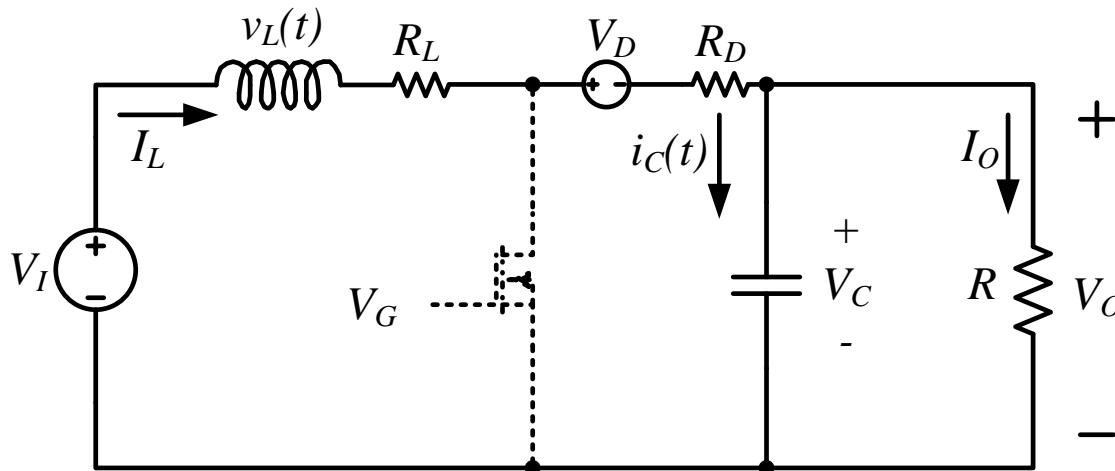 v_L(t)
R_L
V_D
R_D
+
I_L
i_C(t)
I_O
+
V_I
V_G
+
V_C
-
R
V_O
−